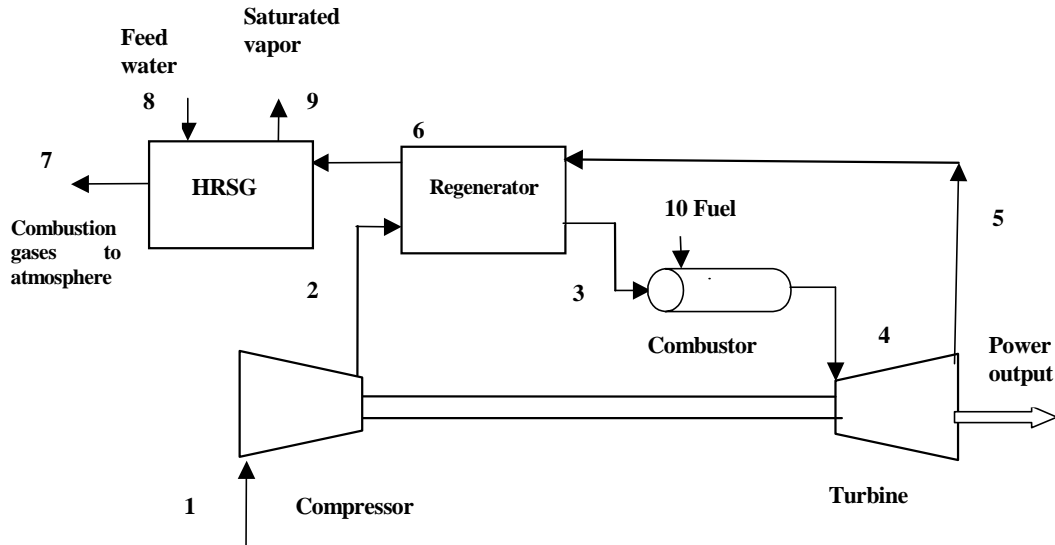 Saturated
vapor
Feed
water
8
9
6
7
HRSG
Regenerator
10 Fuel
5
Combustion
gases to
atmosphere
2
3
Combustor
4
Power
output
1
Compressor
Turbine